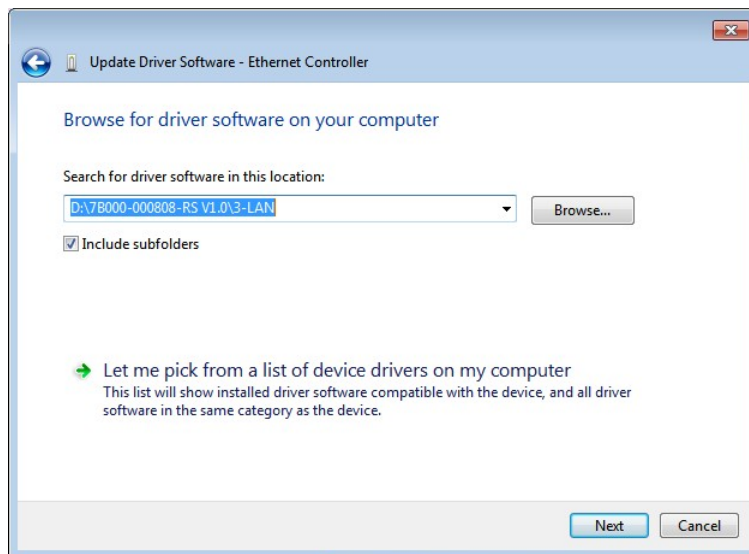 Update Driver Software - Ethernet Controller
Browse for driver software on your computer
Search for driver software in this location:
D:\7B000-000808-RS V1.0\3-LAN
Browse...
Include subfolders
Let me pick from a list of device drivers on my computer
This list will show installed driver software compatible with the device, and all driver
software in the same category as the device.
Next
Cancel